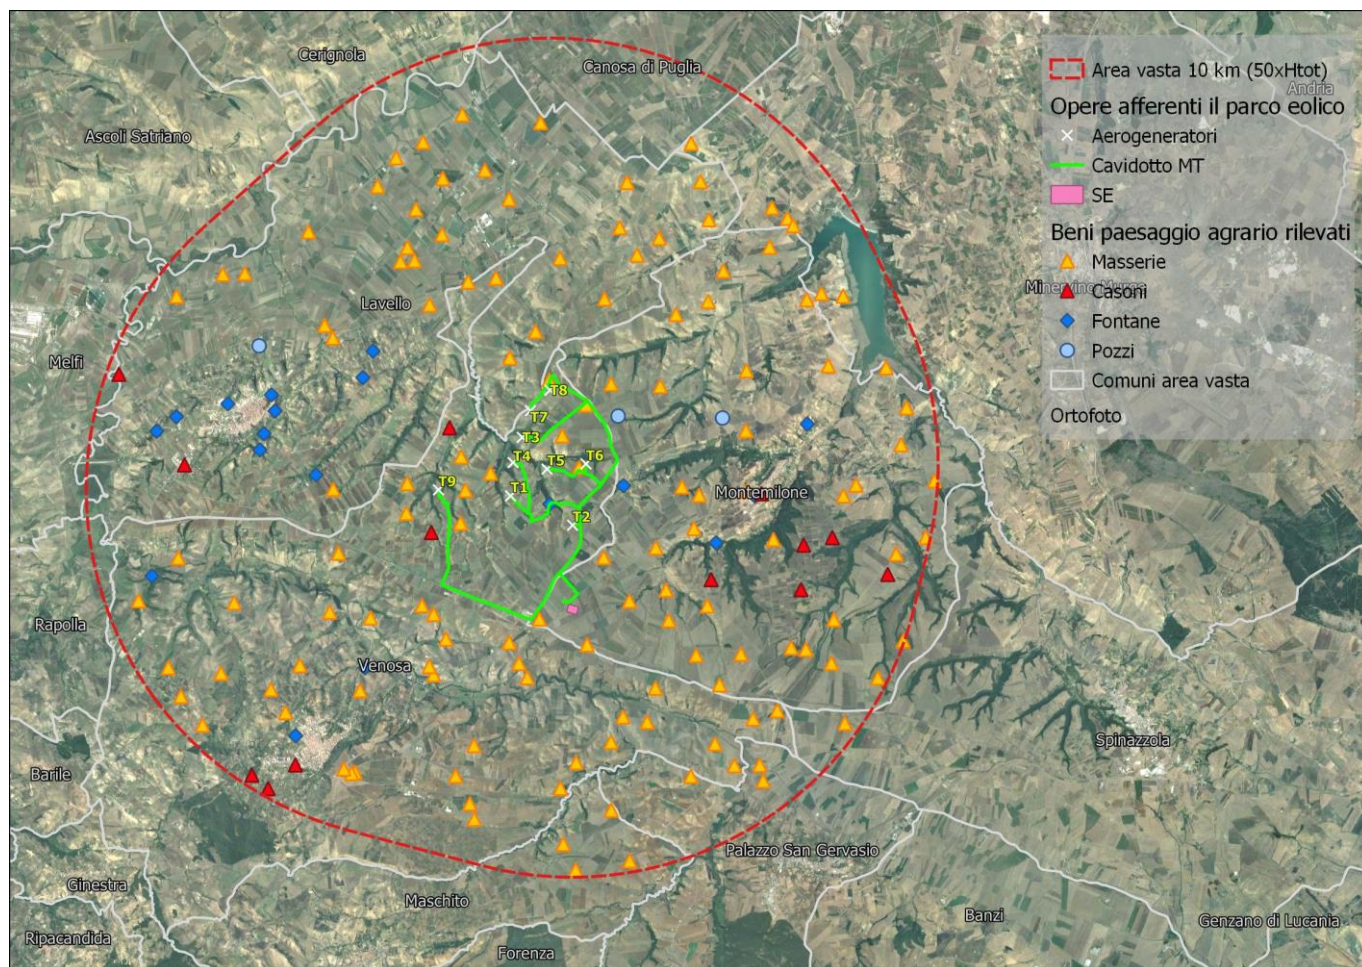 Cerignola
Canosa di Puglia
Ascoli Satriano
Area vasta 10 km (50xHtot)
Andria
Opere afferenti il parco eolico
Aerogeneratori
Cavidotto MT
SE
Beni paesaggio agrario rilevati
Masserie
Minervino Murge
Casoni
Lavello
Fontane
Melfi
Pozzi
Comuni area vasta
Ortofoto
T8
T7
T3
T4
T5
T6
T9
T1
T2
Montemilone
Rapolla
Venosa
Spinazzola
Barile
Palazzo San Gervasio
Ginestra
Maschito
Banzi
Genzano di Lucania
Ripacandida
Forenza